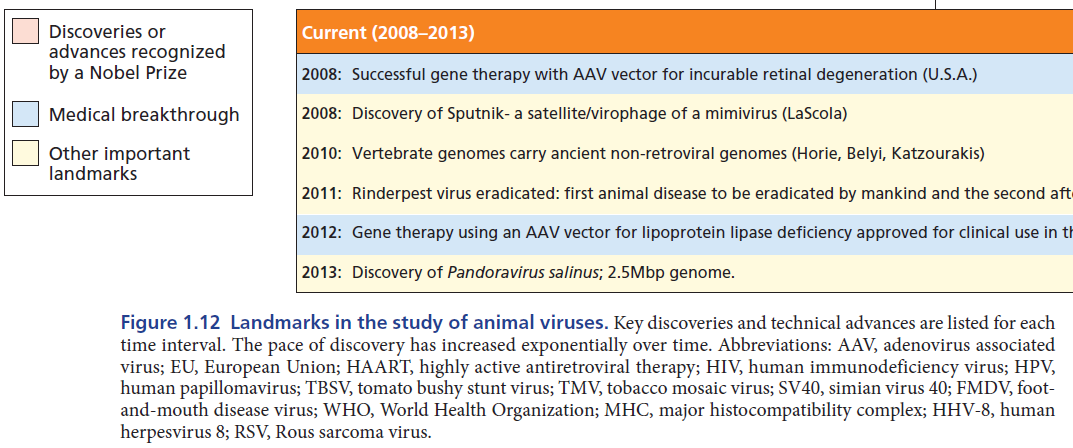 Discoveries or
advances recognized
by a Nobel Prize
Medical breakthrough
Other important
landmarks
Current (2008–2013)
2008: Successful gene therapy with AAV vector for incurable retinal degeneration (U.S.A.)
2008: Discovery of Sputnik- a satellite/virophage of a mimivirus (LaScola)
2010: Vertebrate genomes carry ancient non-retroviral genomes (Horie, Belyi, Katzourakis)
2011: Rinderpest virus eradicated: first animal disease to be eradicated by mankind and the second
2012: Gene therapy using an AAV vector for lipoprotein lipase deficiency approved for clinical use in
2013: Discovery of Pandoravirus salinus; 2.5Mbp genome.
Figure 1.12 Landmarks in the study of animal viruses. Key discoveries and technical advances are listed for each
time interval. The pace of discovery has increased exponentially over time. Abbreviations: AAV, adenovirus associated
virus; EU, European Union; HAART, highly active antiretroviral therapy; HIV, human immunodeficiency virus; HPV,
human papillomavirus; TBSV, tomato bushy stunt virus; TMV, tobacco mosaic virus; SV40, simian virus 40; FMDV, foot-
and-mouth disease virus; WHO, World Health Organization; MHC, major histocompatibility complex; HHV-8, human
herpesvirus 8; RSV, Rous sarcoma virus.